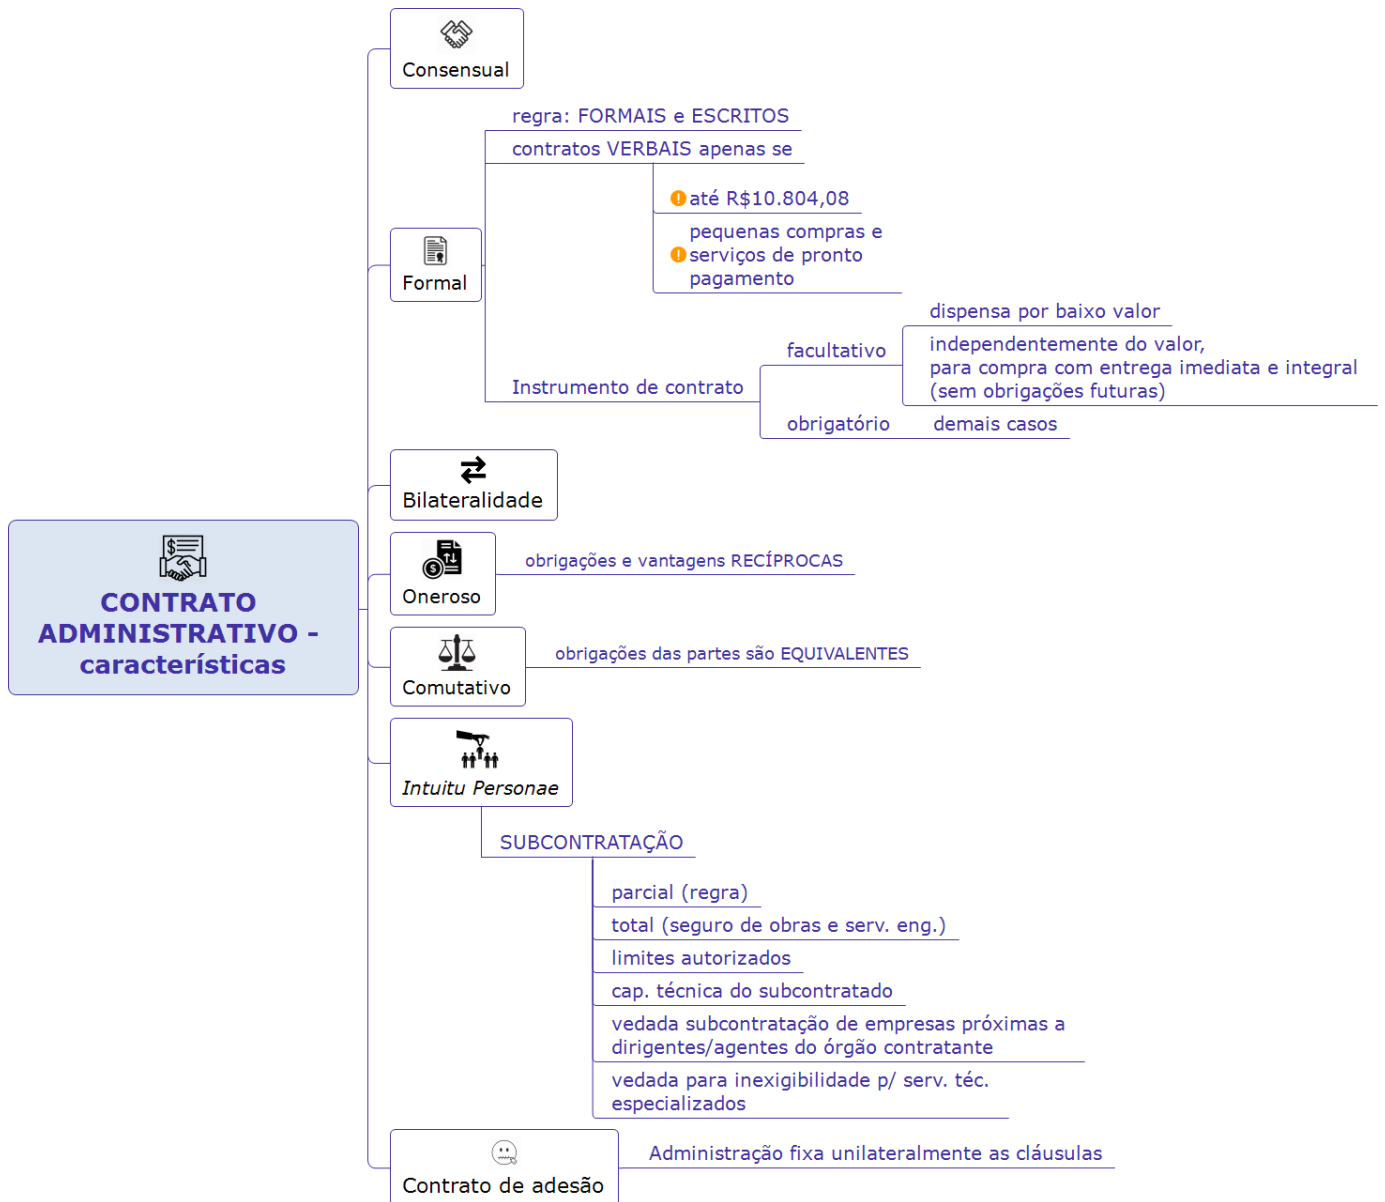 Consensual
regra: FORMAIS e ESCRITOS
contratos VERBAIS apenas se
até R$10.804,08
pequenas compras e
serviços de pronto
pagamento
Formal
dispensa por baixo valor
facultativo
independentemente do valor,
para compra com entrega imediata e integral
(sem obrigações futuras)
Instrumento de contrato
obrigatório
demais casos
Bilateralidade
CONTRATO
ADMINISTRATIVO -
características
Oneroso
obrigações e vantagens RECÍPROCAS
Comutativo
obrigações das partes são EQUIVALENTES
Intuitu Personae
SUBCONTRATAÇÃO
parcial (regra)
total (seguro de obras e serv. eng.)
limites autorizados
cap. técnica do subcontratado
vedada subcontratação de empresas próximas a
dirigentes/agentes do órgão contratante
vedada para inexigibilidade p/ serv. téc.
especializados
Contrato de adesão
Administração fixa unilateralmente as cláusulas